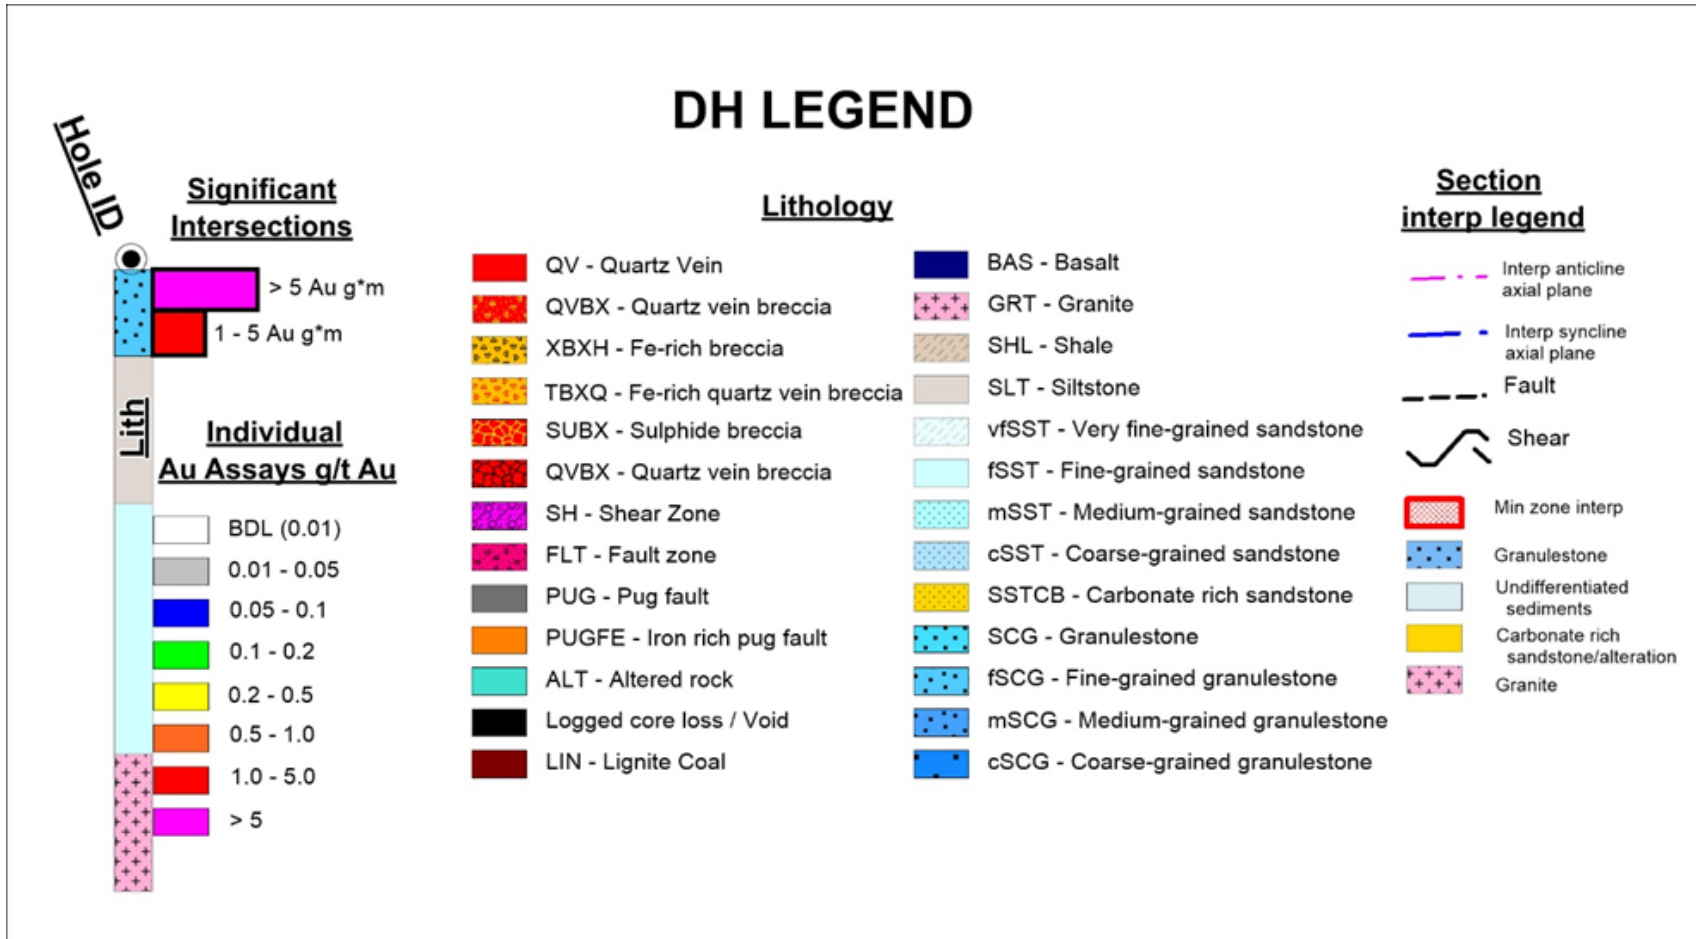 DH LEGEND
Hole ID
Significant
Intersections
> 5 Au g*m
1 - 5 Au g*m
Lith
Individual
Au Assays g/t Au
BDL (0.01)
0.01 - 0.05
0.05 - 0.1
0.1 - 0.2
0.2 - 0.5
0.5 - 1.0
1.0 - 5.0
> 5
Lithology
QV - Quartz Vein
QVBX - Quartz vein breccia
XBXH - Fe-rich breccia
TBXQ - Fe-rich quartz vein breccia
SUBX - Sulphide breccia
QVBX - Quartz vein breccia
SH - Shear Zone
FLT - Fault zone
PUG - Pug fault
PUGFE - Iron rich pug fault
ALT - Altered rock
Logged core loss / Void
LIN - Lignite Coal
BAS - Basalt
GRT - Granite
SHL - Shale
SLT - Siltstone
vfSST - Very fine-grained sandstone
fSST - Fine-grained sandstone
mSST - Medium-grained sandstone
cSST - Coarse-grained sandstone
SSTCB - Carbonate rich sandstone
SCG - Granulestone
fSCG - Fine-grained granulestone
mSCG - Medium-grained granulestone
cSCG - Coarse-grained granulestone
Section
interp legend
Interp anticline
axial plane
Interp syncline
axial plane
Fault
Shear
Min zone interp
Granulestone
Undifferentiated
sediments
Carbonate rich
sandstone/alteration
Granite